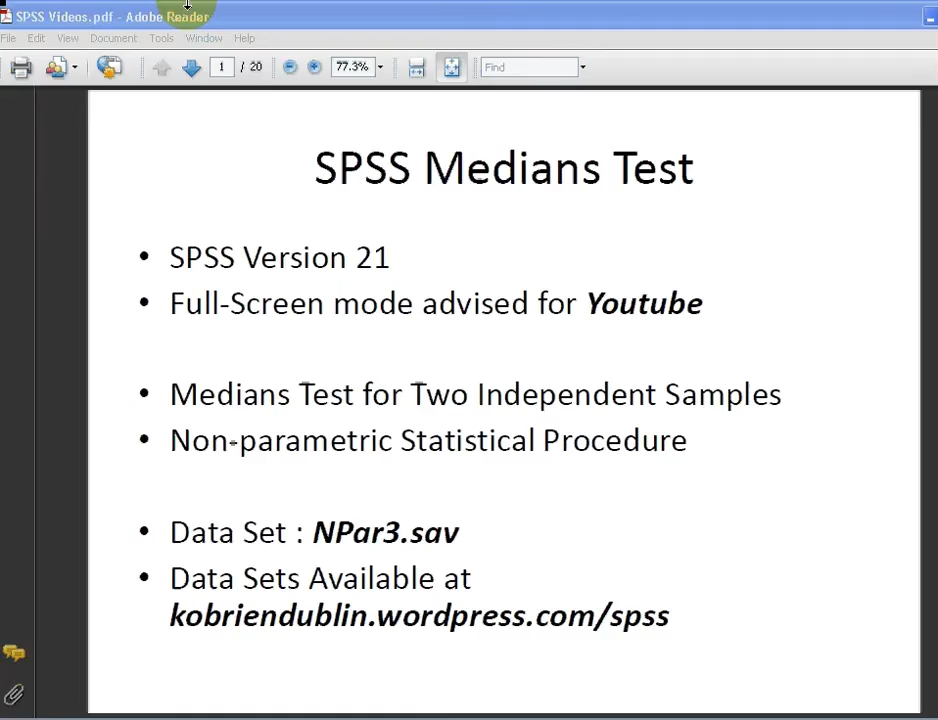 SPSS Videos.pdf - Adobe Reader
File Edit View Document Tools Window Help
1 / 20 77.3% Find
SPSS Medians Test
• SPSS Version 21
• Full-Screen mode advised for Youtube
• Medians Test for Two Independent Samples
• Non-parametric Statistical Procedure
• Data Set : NPar3.sav
• Data Sets Available at
kobriendublin.wordpress.com/spss